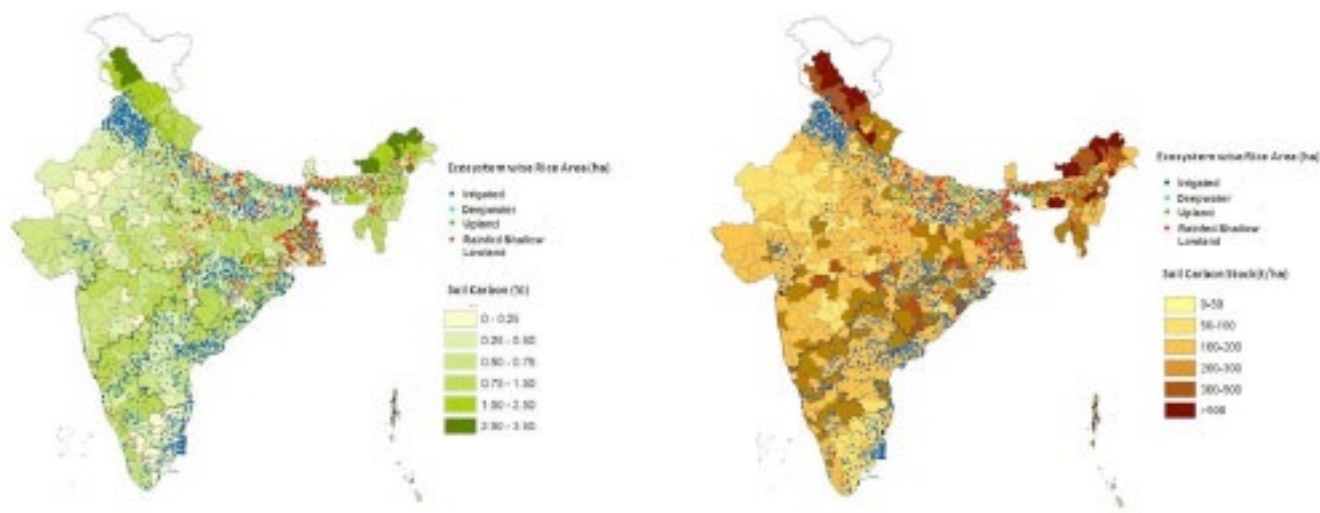 Ecosystem wise Rice Area (ha)
Irrigated
Deepwater
Upland
Rainfed Shallow
Lowland
Soil Carbon (%)
0 - 0.25
0.25 - 0.50
0.50 - 0.75
0.75 - 1.50
1.50 - 2.50
2.50 - 3.50
Ecosystem wise Rice Area (ha)
Irrigated
Deepwater
Upland
Rainfed Shallow
Lowland
Soil Carbon Stock(t/ha)
0-50
50-100
100-200
200-300
300-500
>500